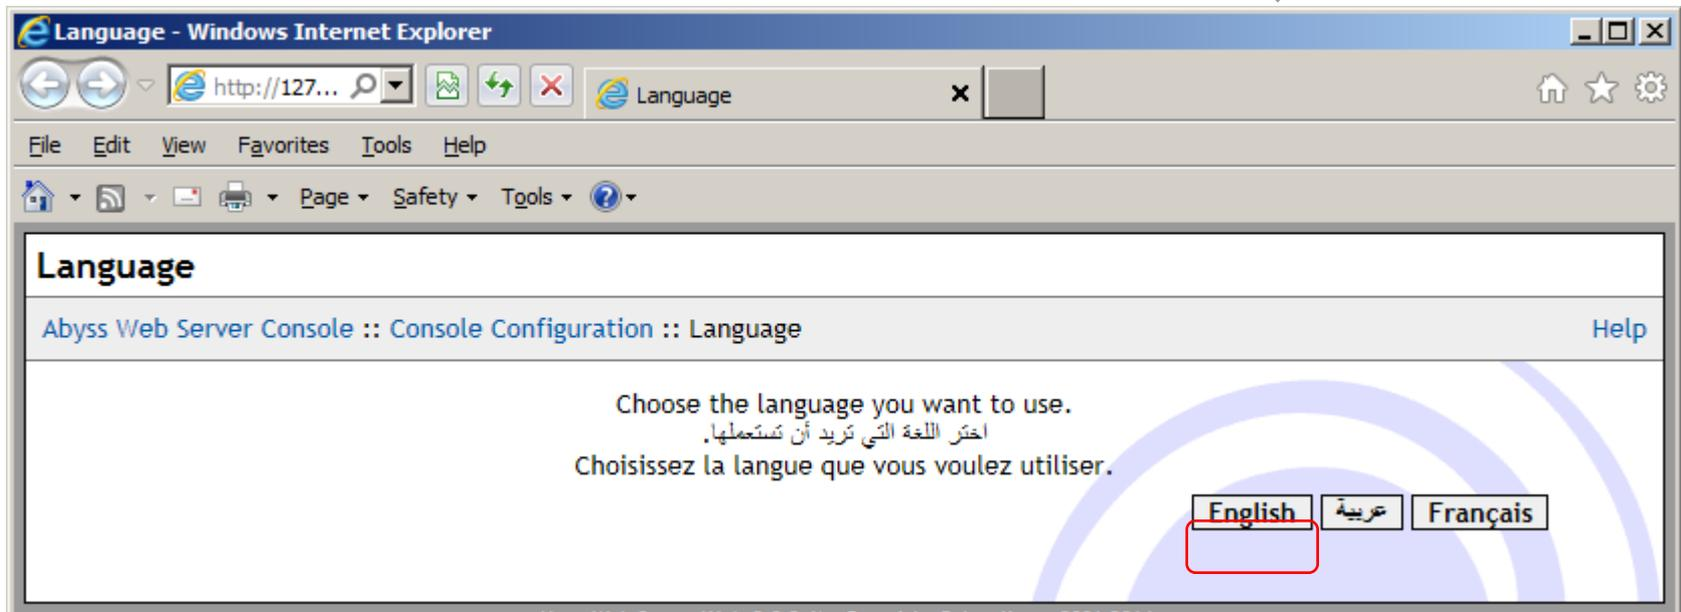 Language - Windows Internet Explorer
http://127... Language
File Edit View Favorites Tools Help
Page Safety Tools
Language
Abyss Web Server Console :: Console Configuration :: Language Help
Choose the language you want to use.
اختر اللغة التي تريد أن تستعملها.
Choisissez la langue que vous voulez utiliser.
English عربية Français